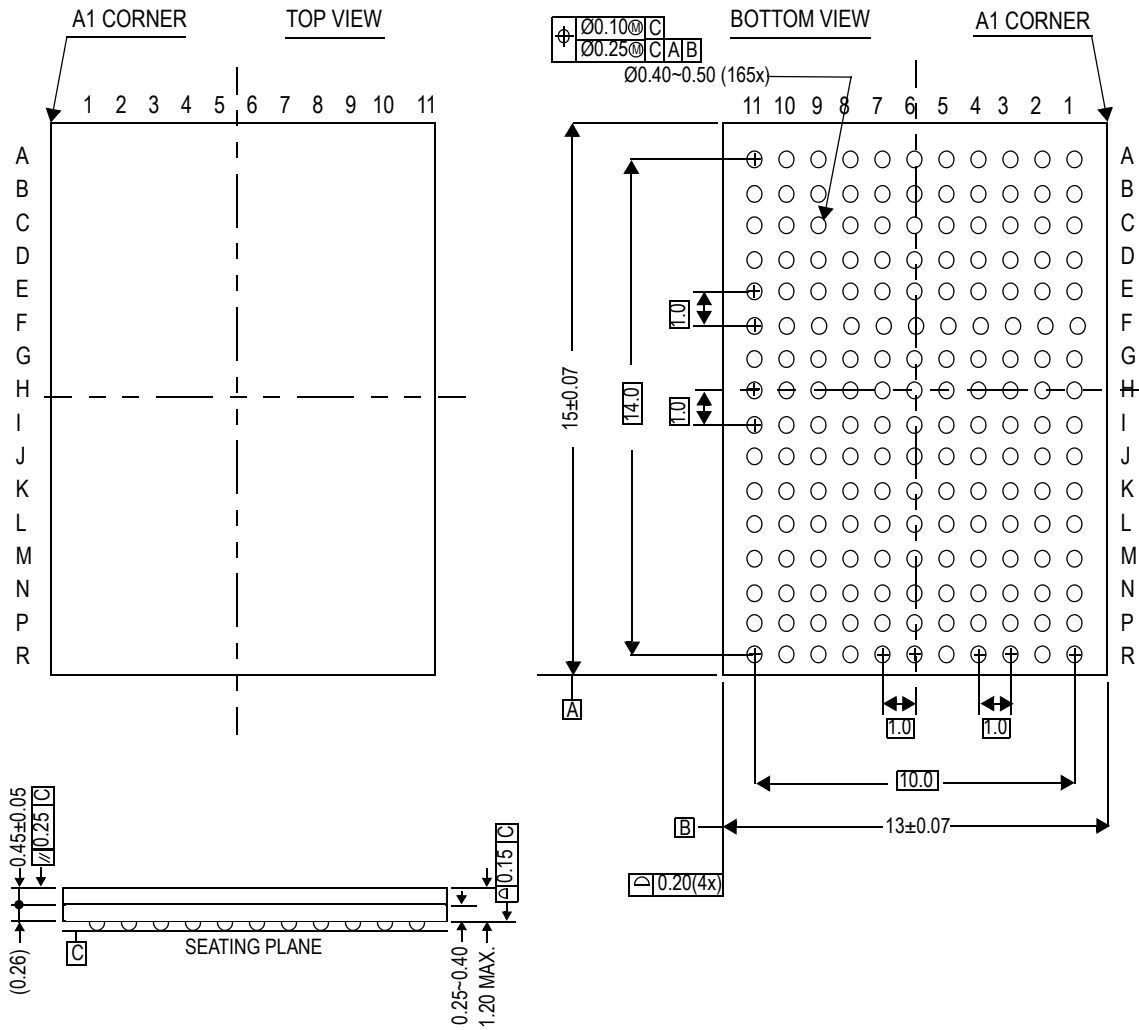 A1 CORNER
TOP VIEW
BOTTOM VIEW
A1 CORNER
⌖ Ø0.10Ⓜ C
Ø0.25Ⓜ C A B
Ø0.40~0.50 (165x)
1 2 3 4 5 6 7 8 9 10 11
11 10 9 8 7 6 5 4 3 2 1
A
B
C
D
E
F
G
H
I
J
K
L
M
N
P
R
A
B
C
D
E
F
G
H
I
J
K
L
M
N
P
R
15±0.07
14.0
1.0
1.0
A
1.0
1.0
10.0
B
13±0.07
⌓ 0.20(4x)
0.45±0.05
// 0.25 C
(0.26)
C
SEATING PLANE
⌓ 0.15 C
0.25~0.40
1.20 MAX.